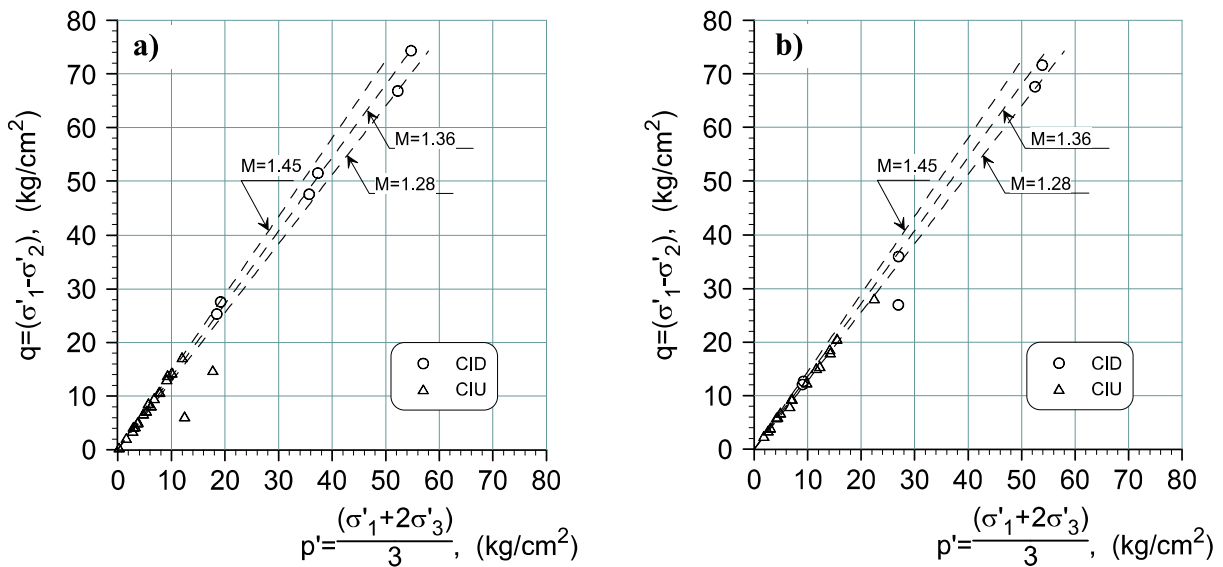 a)
80
70
60
50
40
30
20
10
0
q=(σ'1-σ'2), (kg/cm²)
M=1.45
M=1.36
M=1.28
CID
CIU
0 10 20 30 40 50 60 70 80
p'=(σ'1+2σ'3)/3, (kg/cm²)
b)
80
70
60
50
40
30
20
10
0
q=(σ'1-σ'2), (kg/cm²)
M=1.45
M=1.36
M=1.28
CID
CIU
0 10 20 30 40 50 60 70 80
p'=(σ'1+2σ'3)/3, (kg/cm²)